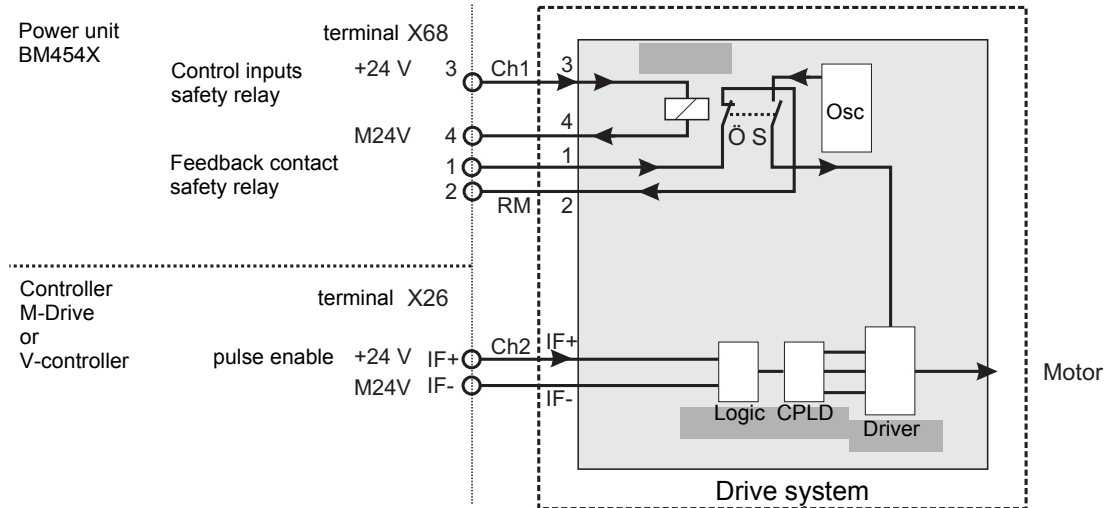 Power unit
BM454X
terminal X68
Control inputs
safety relay
+24 V 3 Ch1 3
M24V 4 4
Feedback contact
safety relay
1 1
2 RM 2
Ö S
Osc
Controller
M-Drive
or
V-controller
terminal X26
pulse enable +24 V IF+ Ch2 IF+
M24V IF- IF-
Logic CPLD
Driver
Motor
Drive system